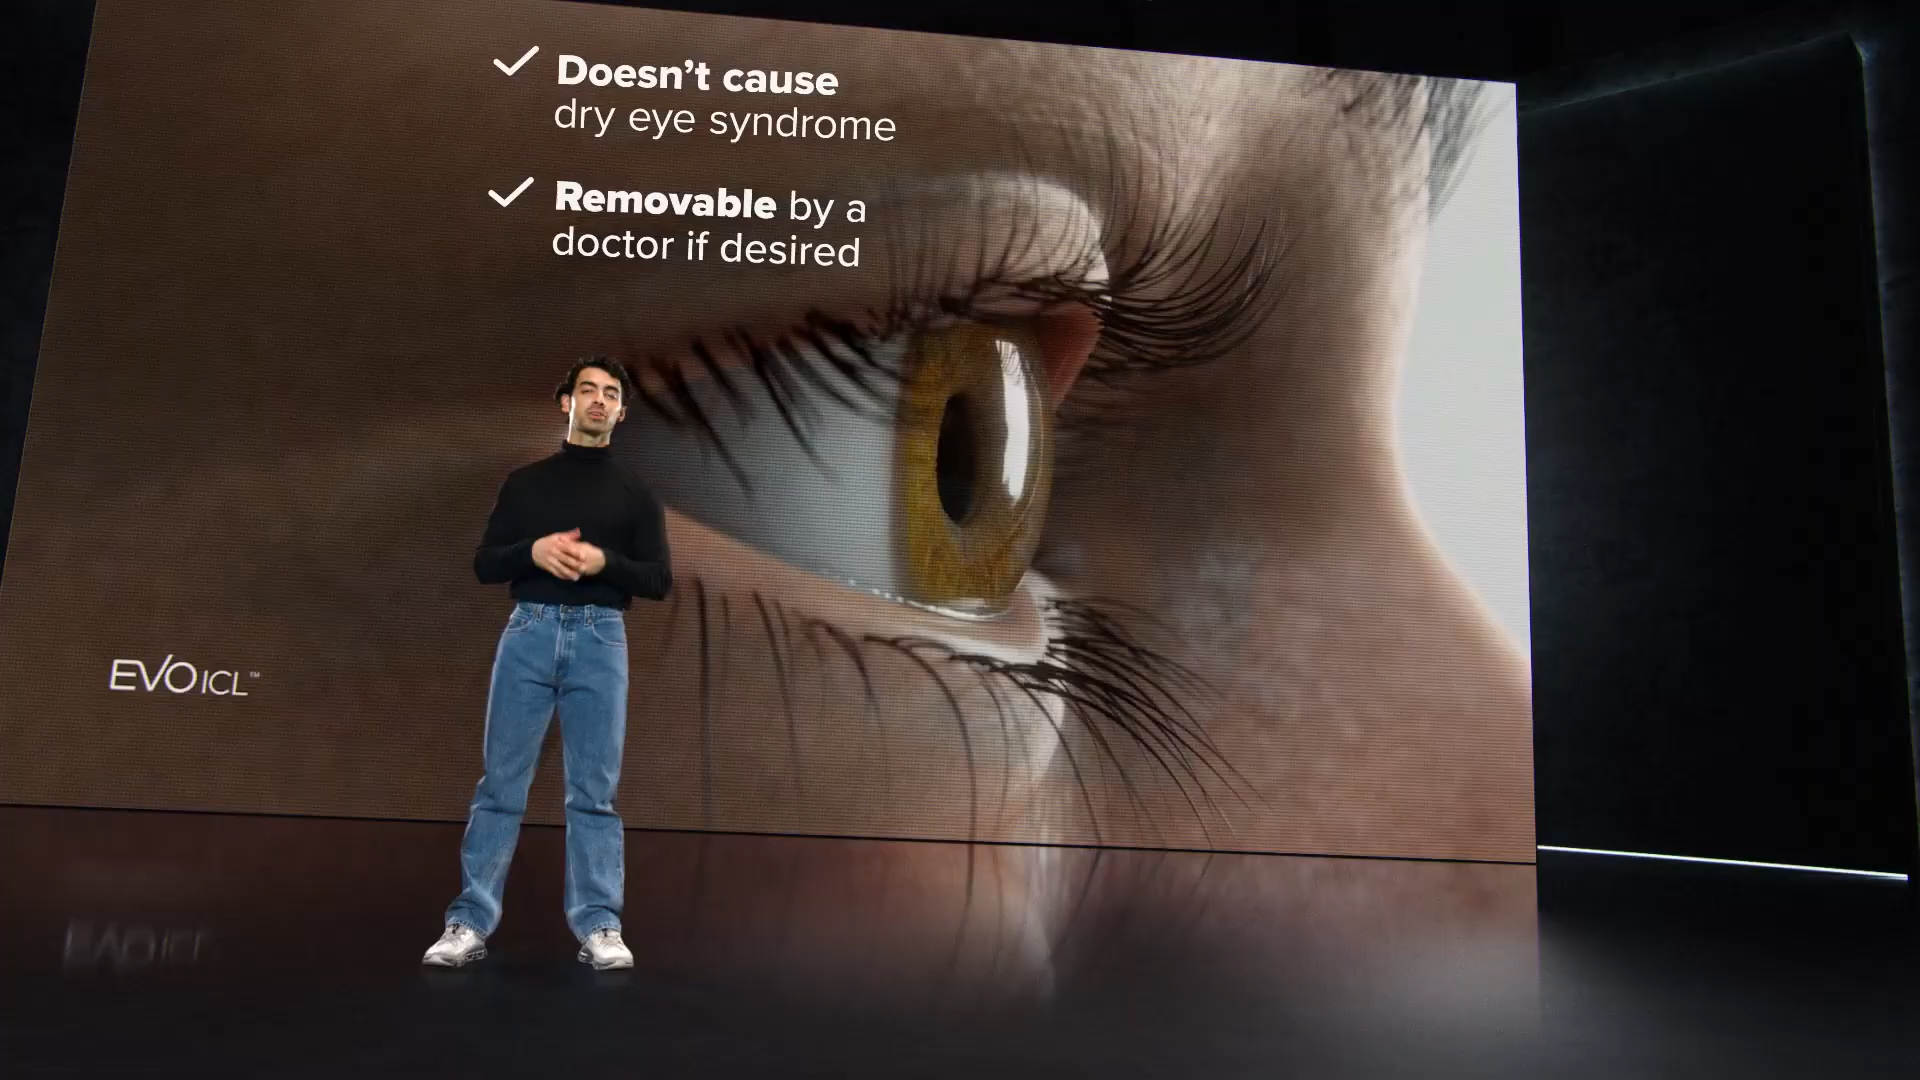 Doesn’t cause
dry eye syndrome
Removable by a
doctor if desired
EVO ICL™